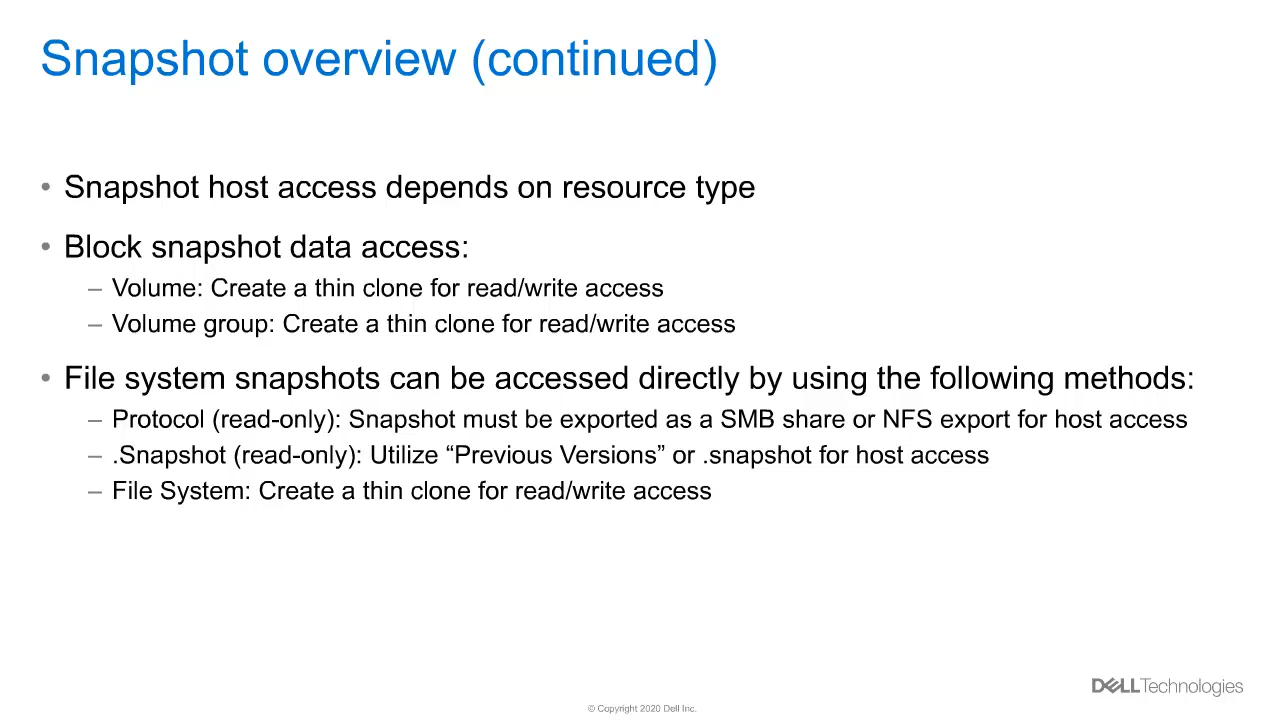 Snapshot overview (continued)
• Snapshot host access depends on resource type
• Block snapshot data access:
– Volume: Create a thin clone for read/write access
– Volume group: Create a thin clone for read/write access
• File system snapshots can be accessed directly by using the following methods:
– Protocol (read-only): Snapshot must be exported as a SMB share or NFS export for host access
– .Snapshot (read-only): Utilize “Previous Versions” or .snapshot for host access
– File System: Create a thin clone for read/write access
DELLTechnologies
© Copyright 2020 Dell Inc.